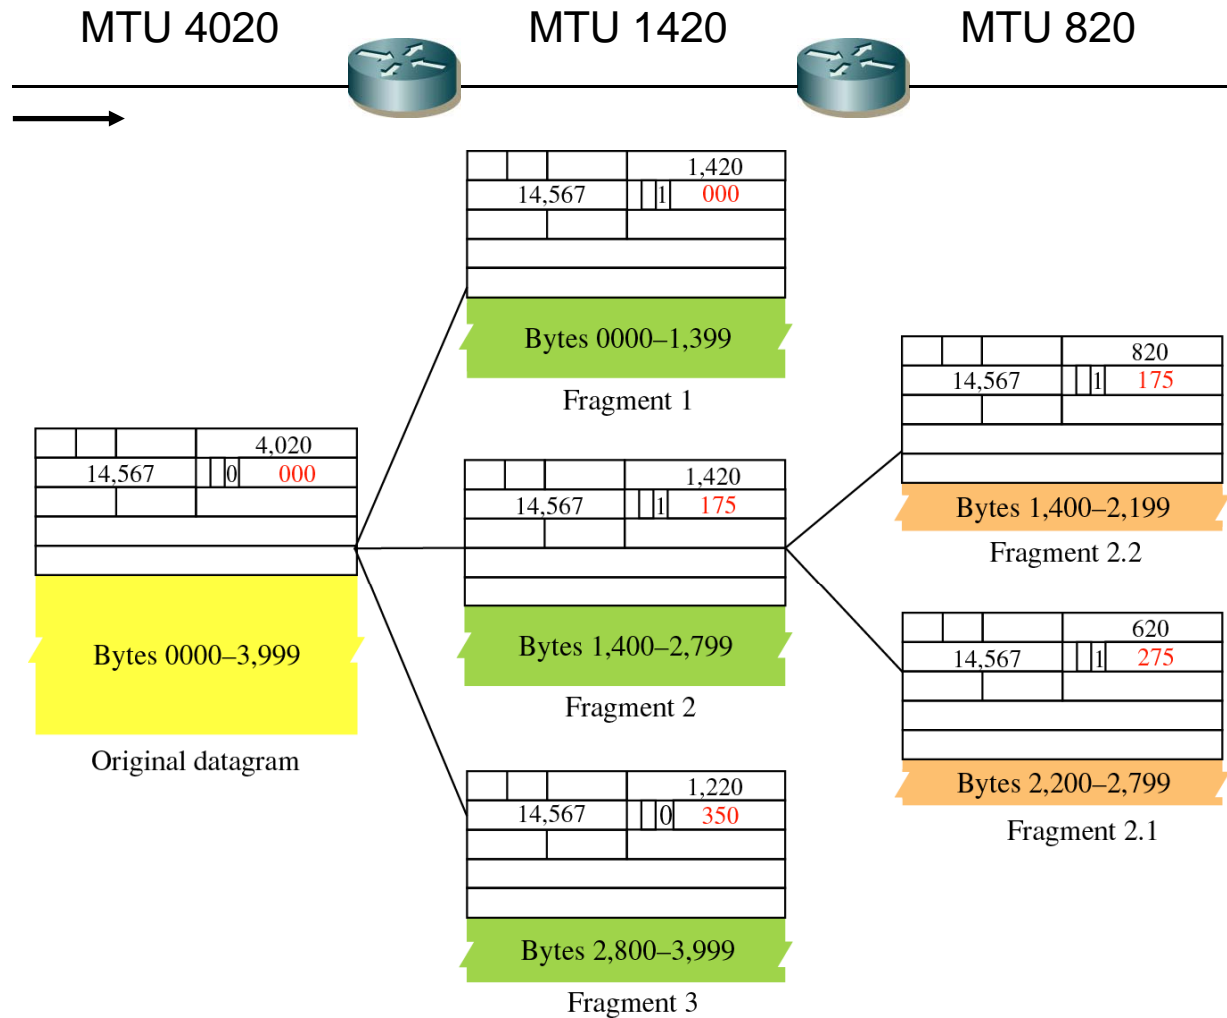 MTU 4020
MTU 1420
MTU 820
4,020
14,567 0 000
Bytes 0000–3,999
Original datagram
1,420
14,567 1 000
Bytes 0000–1,399
Fragment 1
1,420
14,567 1 175
Bytes 1,400–2,799
Fragment 2
1,220
14,567 0 350
Bytes 2,800–3,999
Fragment 3
820
14,567 1 175
Bytes 1,400–2,199
Fragment 2.2
620
14,567 1 275
Bytes 2,200–2,799
Fragment 2.1